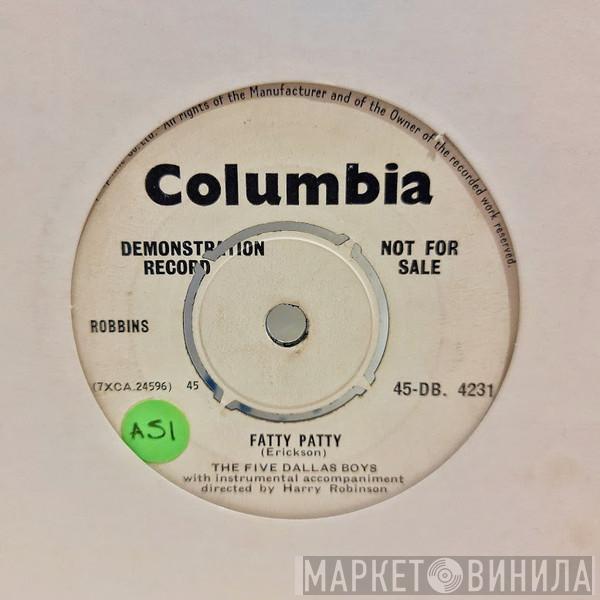 Co. Ltd. All rights of the Manufacturer and of the Owner of the recorded work reserved.
Columbia
DEMONSTRATION RECORD
NOT FOR SALE
ROBBINS
(7XCA.24596) 45
45-DB. 4231
A51
FATTY PATTY
(Erickson)
THE FIVE DALLAS BOYS
with instrumental accompaniment
directed by Harry Robinson
МАРКЕТ ВИНИЛА